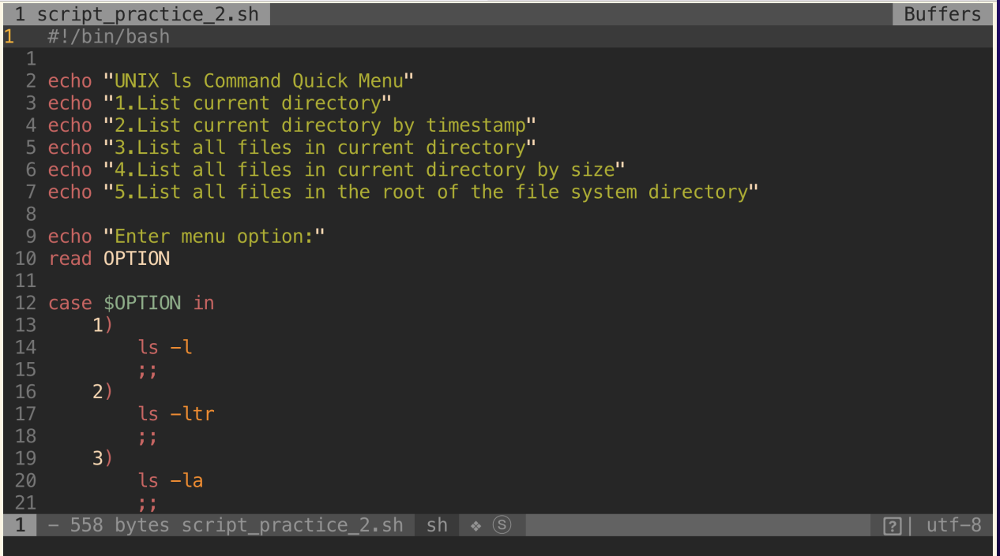 1 script_practice_2.sh Buffers
1 #!/bin/bash
1
2 echo "UNIX ls Command Quick Menu"
3 echo "1.List current directory"
4 echo "2.List current directory by timestamp"
5 echo "3.List all files in current directory"
6 echo "4.List all files in current directory by size"
7 echo "5.List all files in the root of the file system directory"
8
9 echo "Enter menu option:"
10 read OPTION
11
12 case $OPTION in
13     1)
14         ls -l
15         ;;
16     2)
17         ls -ltr
18         ;;
19     3)
20         ls -la
21         ;;
1 - 558 bytes script_practice_2.sh sh ❖ ⓢ [?]| utf-8